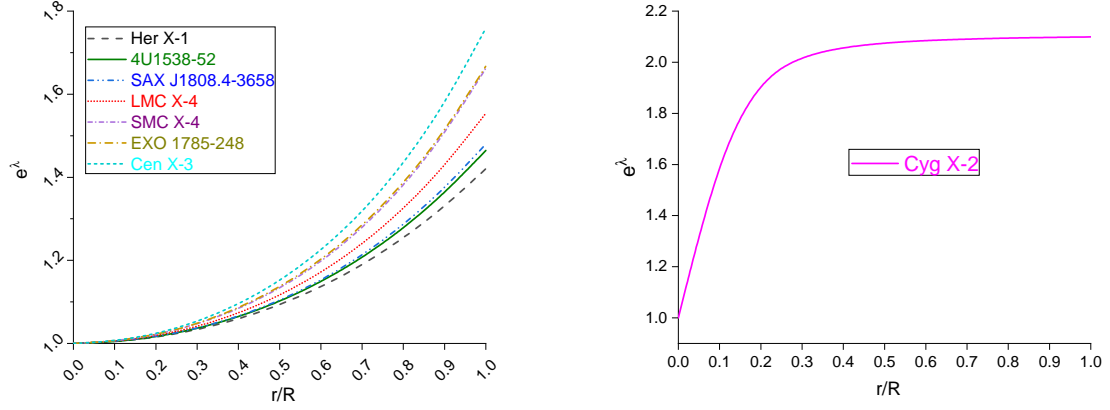 1.8
Her X-1
4U1538-52
SAX J1808.4-3658
LMC X-4
SMC X-4
EXO 1785-248
Cen X-3
1.6
1.4
1.2
1.0
e^λ
0.0 0.1 0.2 0.3 0.4 0.5 0.6 0.7 0.8 0.9 1.0
r/R
2.2
2.0
1.8
1.6
1.4
1.2
1.0
e^λ
Cyg X-2
0.0 0.1 0.2 0.3 0.4 0.5 0.6 0.7 0.8 0.9 1.0
r/R